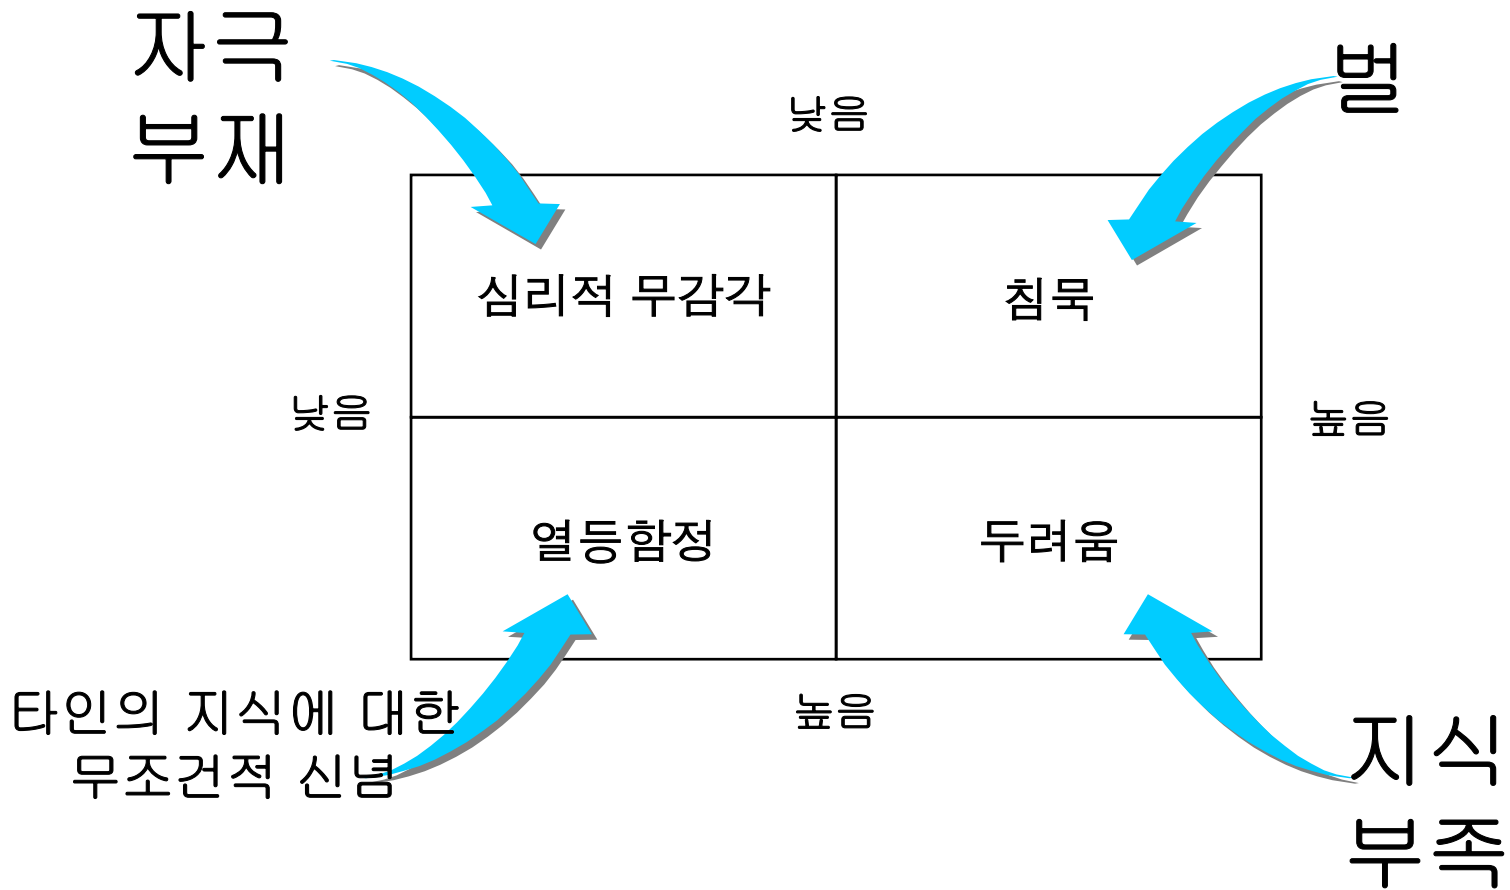 자극
부재
벌
낮음
심리적 무감각
침묵
낮음
높음
열등함정
두려움
타인의 지식에 대한
무조건적 신념
높음
지식
부족